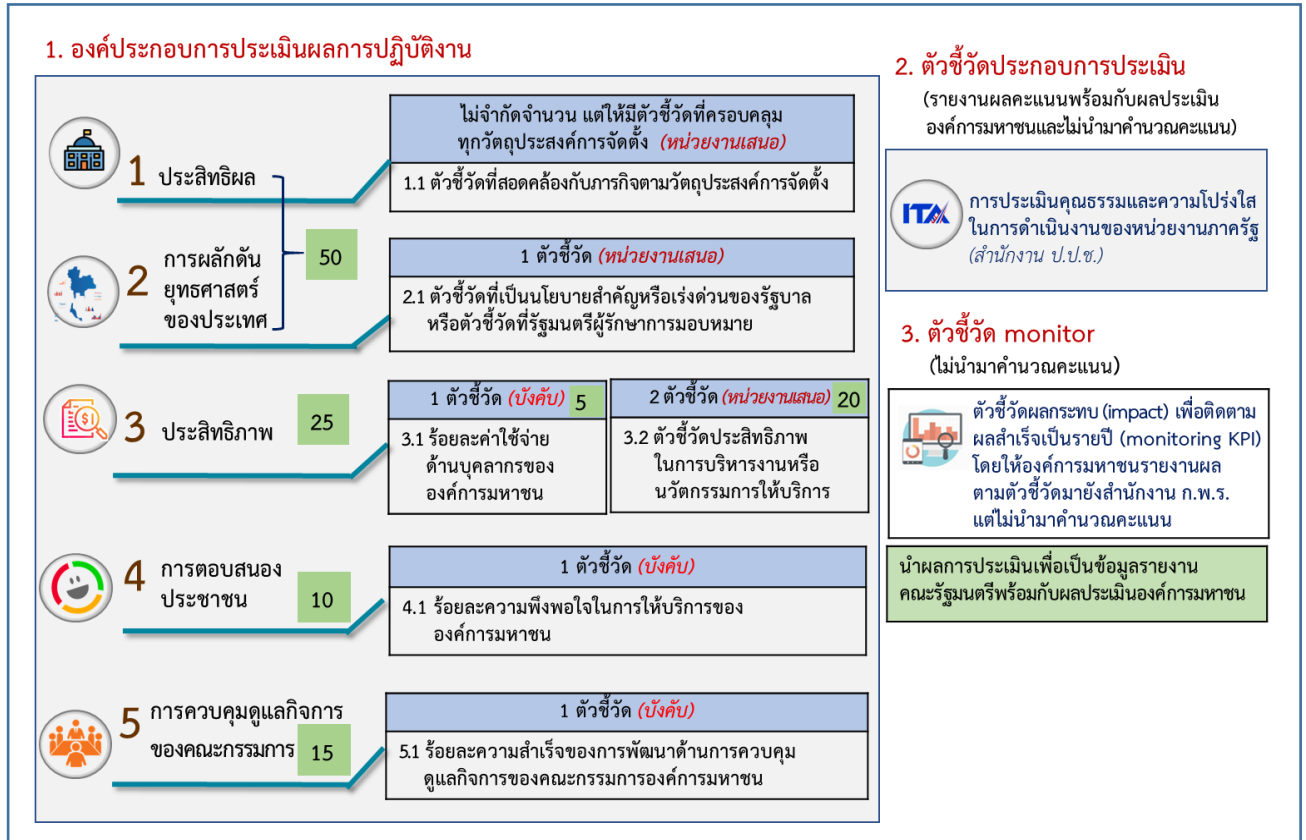 1. องค์ประกอบการประเมินผลการปฏิบัติงาน
1 ประสิทธิผล
ไม่จำกัดจำนวน แต่ให้มีตัวชี้วัดที่ครอบคลุม
ทุกวัตถุประสงค์การจัดตั้ง (หน่วยงานเสนอ)
1.1 ตัวชี้วัดที่สอดคล้องกับภารกิจตามวัตถุประสงค์การจัดตั้ง
50
2 การผลักดัน
ยุทธศาสตร์
ของประเทศ
1 ตัวชี้วัด (หน่วยงานเสนอ)
2.1 ตัวชี้วัดที่เป็นนโยบายสำคัญหรือเร่งด่วนของรัฐบาล
หรือตัวชี้วัดที่รัฐมนตรีผู้รักษาการมอบหมาย
3 ประสิทธิภาพ 25
1 ตัวชี้วัด (บังคับ) 5
3.1 ร้อยละค่าใช้จ่าย
ด้านบุคลากรของ
องค์การมหาชน
2 ตัวชี้วัด (หน่วยงานเสนอ) 20
3.2 ตัวชี้วัดประสิทธิภาพ
ในการบริหารงานหรือ
นวัตกรรมการให้บริการ
4 การตอบสนอง
ประชาชน 10
1 ตัวชี้วัด (บังคับ)
4.1 ร้อยละความพึงพอใจในการให้บริการของ
องค์การมหาชน
5 การควบคุมดูแลกิจการ
ของคณะกรรมการ 15
1 ตัวชี้วัด (บังคับ)
5.1 ร้อยละความสำเร็จของการพัฒนาด้านการควบคุม
ดูแลกิจการของคณะกรรมการองค์การมหาชน
2. ตัวชี้วัดประกอบการประเมิน
(รายงานผลคะแนนพร้อมกับผลประเมิน
องค์การมหาชนและไม่นำมาคำนวณคะแนน)
ITA
การประเมินคุณธรรมและความโปร่งใส
ในการดำเนินงานของหน่วยงานภาครัฐ
(สำนักงาน ป.ป.ช.)
3. ตัวชี้วัด monitor
(ไม่นำมาคำนวณคะแนน)
ตัวชี้วัดผลกระทบ (impact) เพื่อติดตาม
ผลสำเร็จเป็นรายปี (monitoring KPI)
โดยให้องค์การมหาชนรายงานผล
ตามตัวชี้วัดมายังสำนักงาน ก.พ.ร.
แต่ไม่นำมาคำนวณคะแนน
นำผลการประเมินเพื่อเป็นข้อมูลรายงาน
คณะรัฐมนตรีพร้อมกับผลประเมินองค์การมหาชน